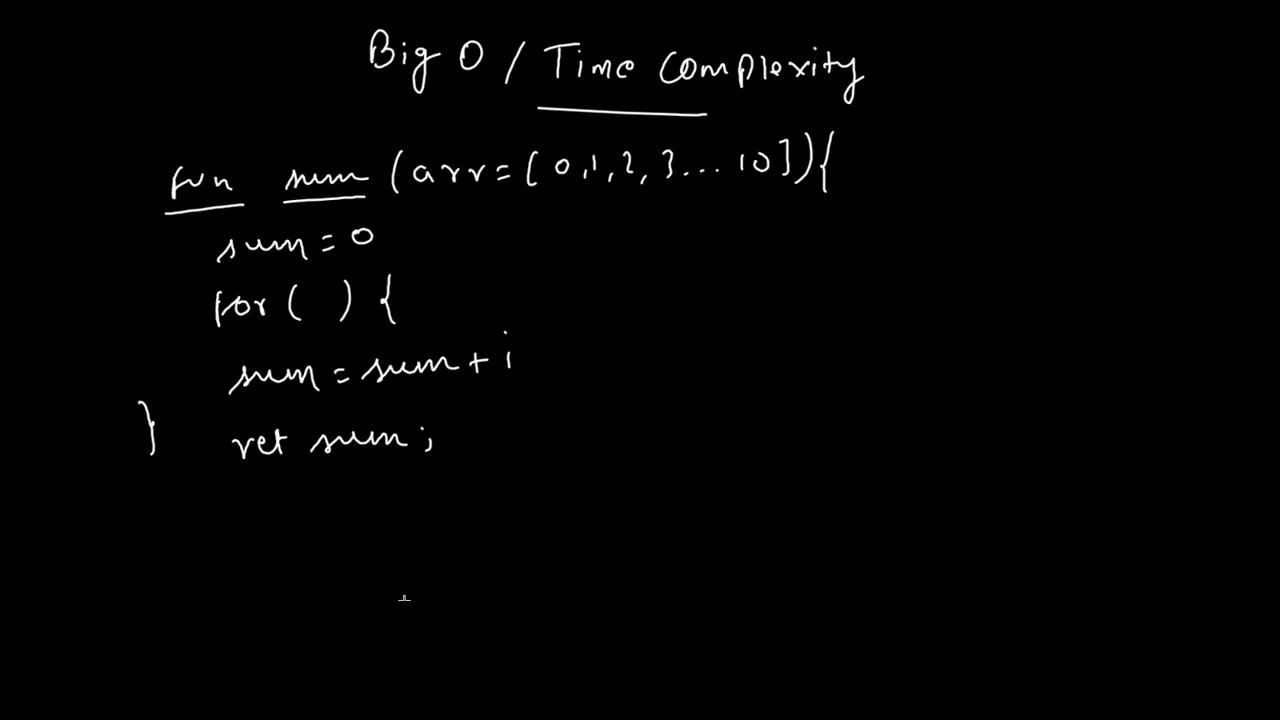 Big O / Time Complexity
fun sum (arr = [0,1,2,3...10]){
sum = 0
for ( ) {
sum = sum + i
} ret sum;